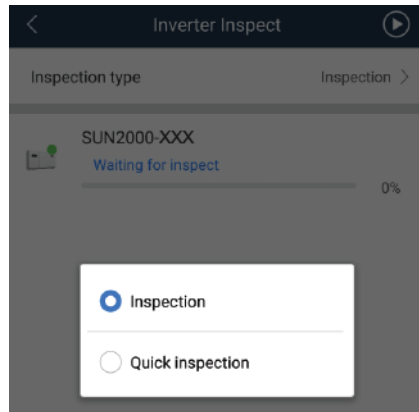 Inverter Inspect
Inspection type Inspection
SUN2000-XXX
Waiting for inspect
0%
Inspection
Quick inspection